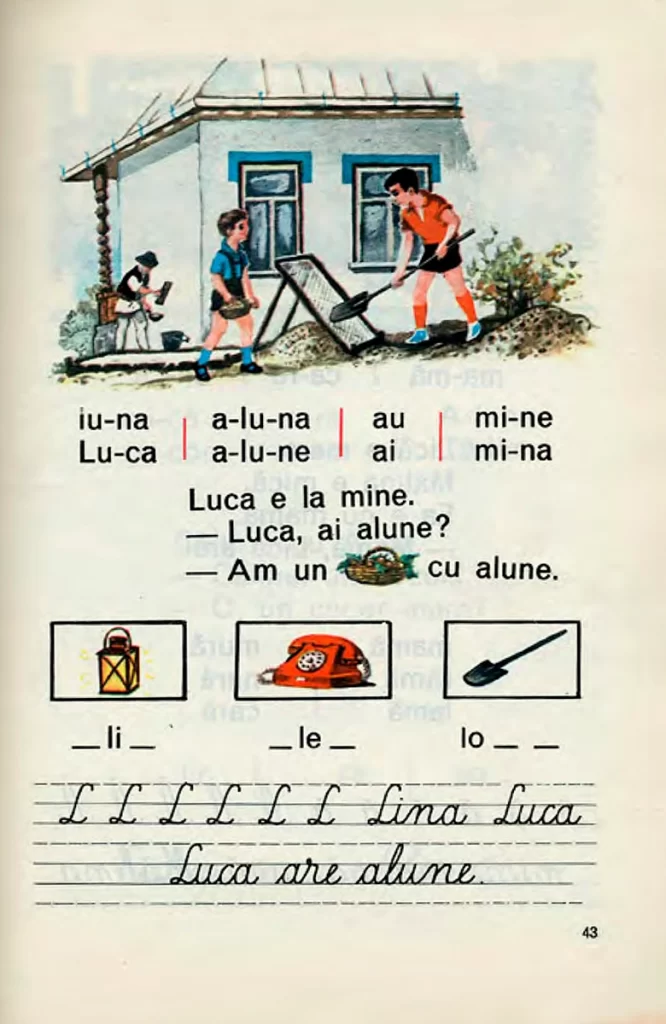 iu-na | a-lu-na | au | mi-ne
Lu-ca | a-lu-ne | ai | mi-na
Luca e la mine.
— Luca, ai alune?
— Am un cu alune.
_ li _ _ le _ lo _ _
L L L L L L Lina Luca
Luca are alune.
43